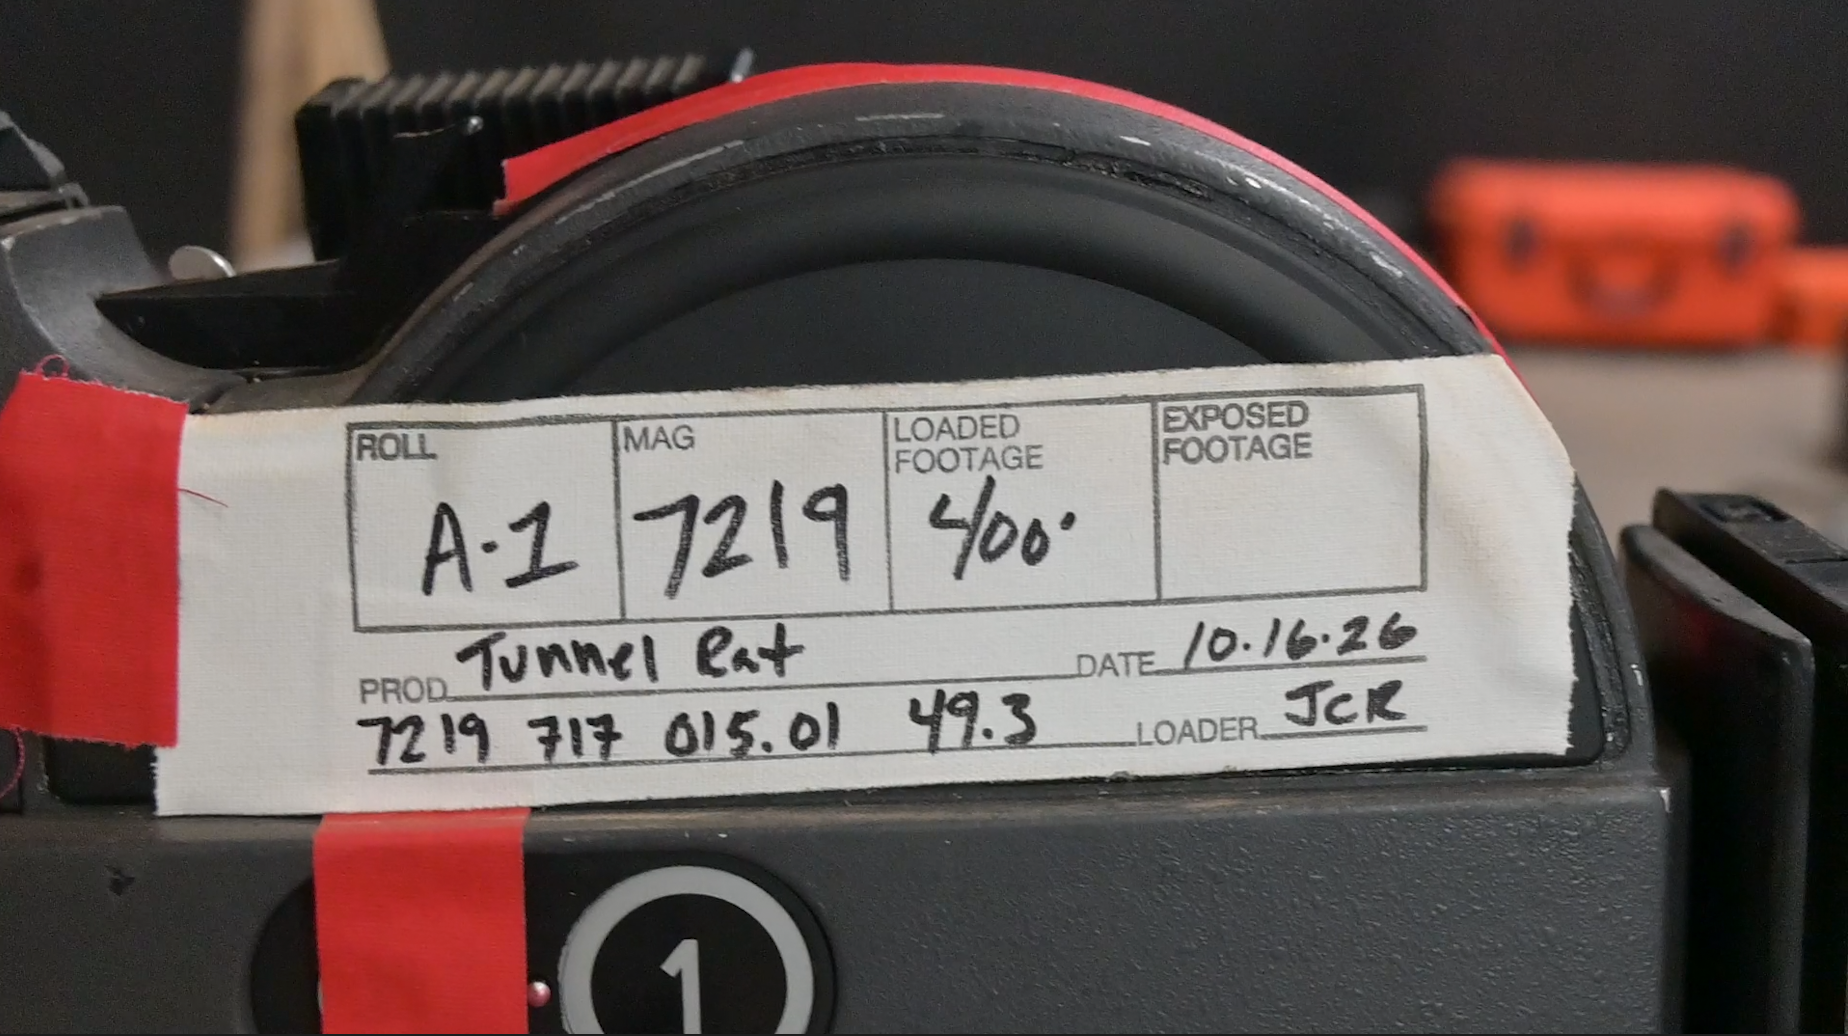 ROLL MAG LOADED FOOTAGE EXPOSED FOOTAGE
A-1 7219 400'
PROD. Tunnel Rat DATE 10.16.26
7219 717 015.01 49.3 LOADER JCR
1